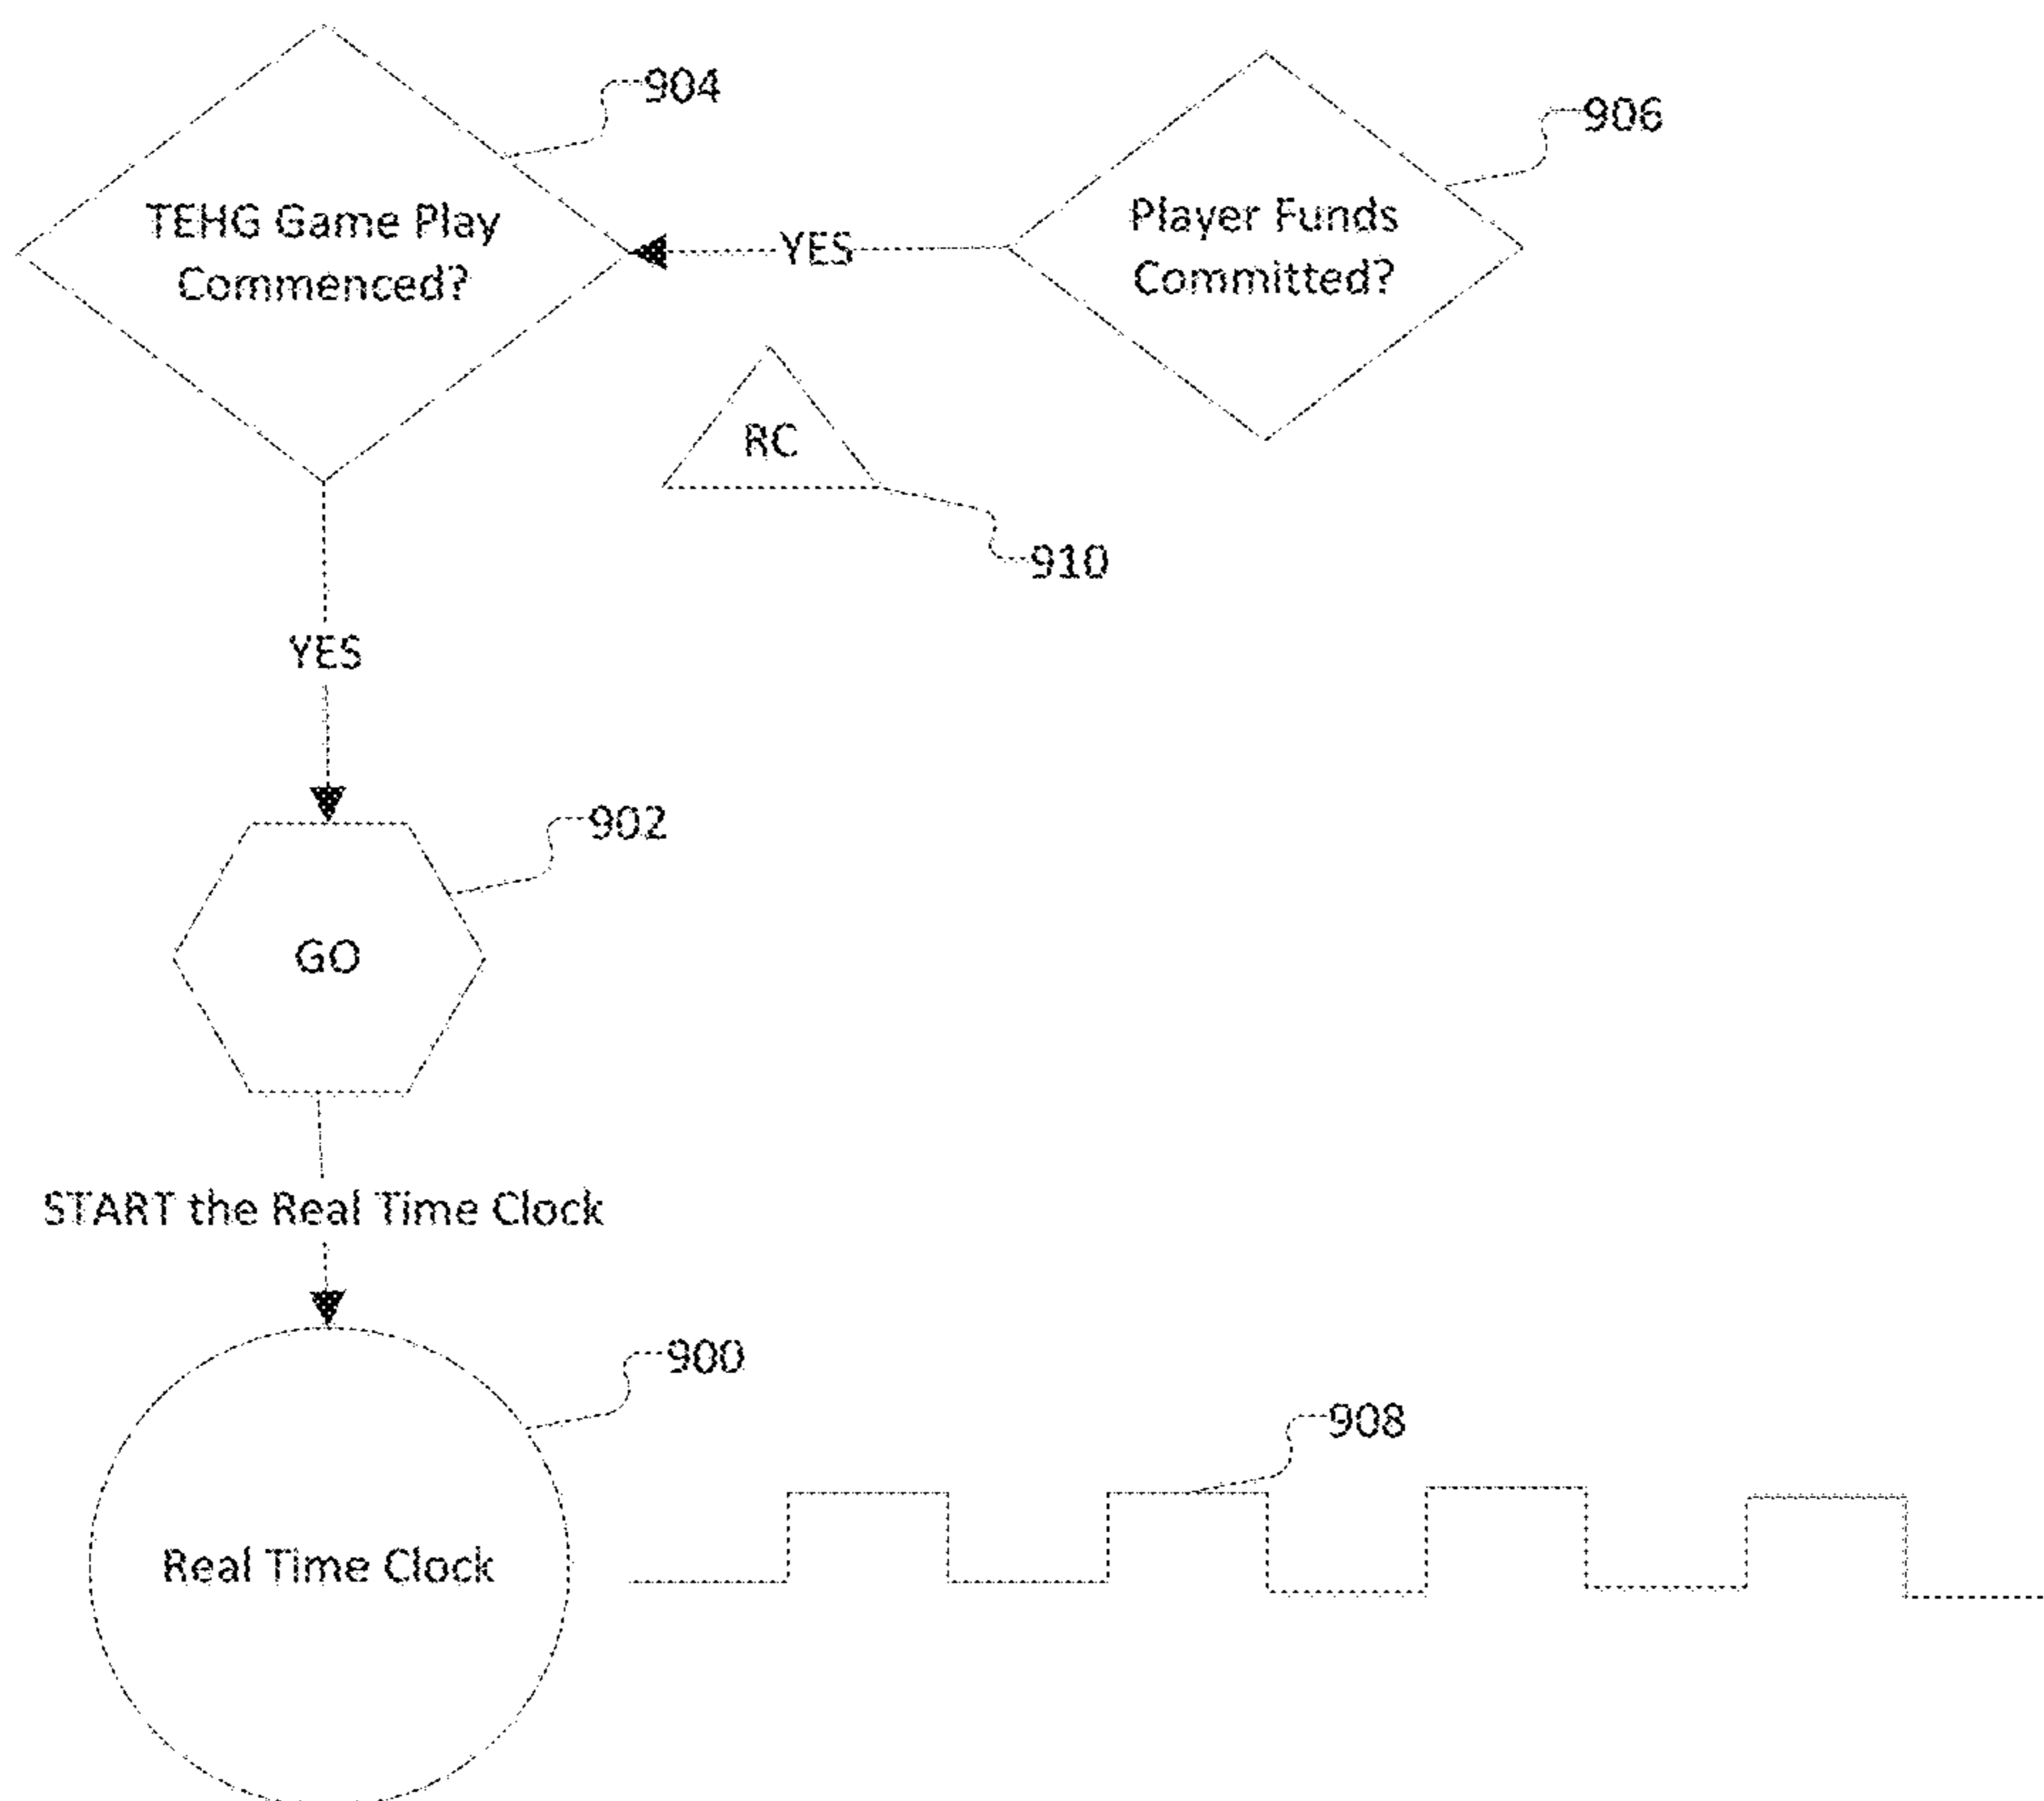 904
906
TEHG Game Play
Commenced?
YES
Player Funds
Committed?
RC
910
YES
902
GO
START the Real Time Clock
900
908
Real Time Clock